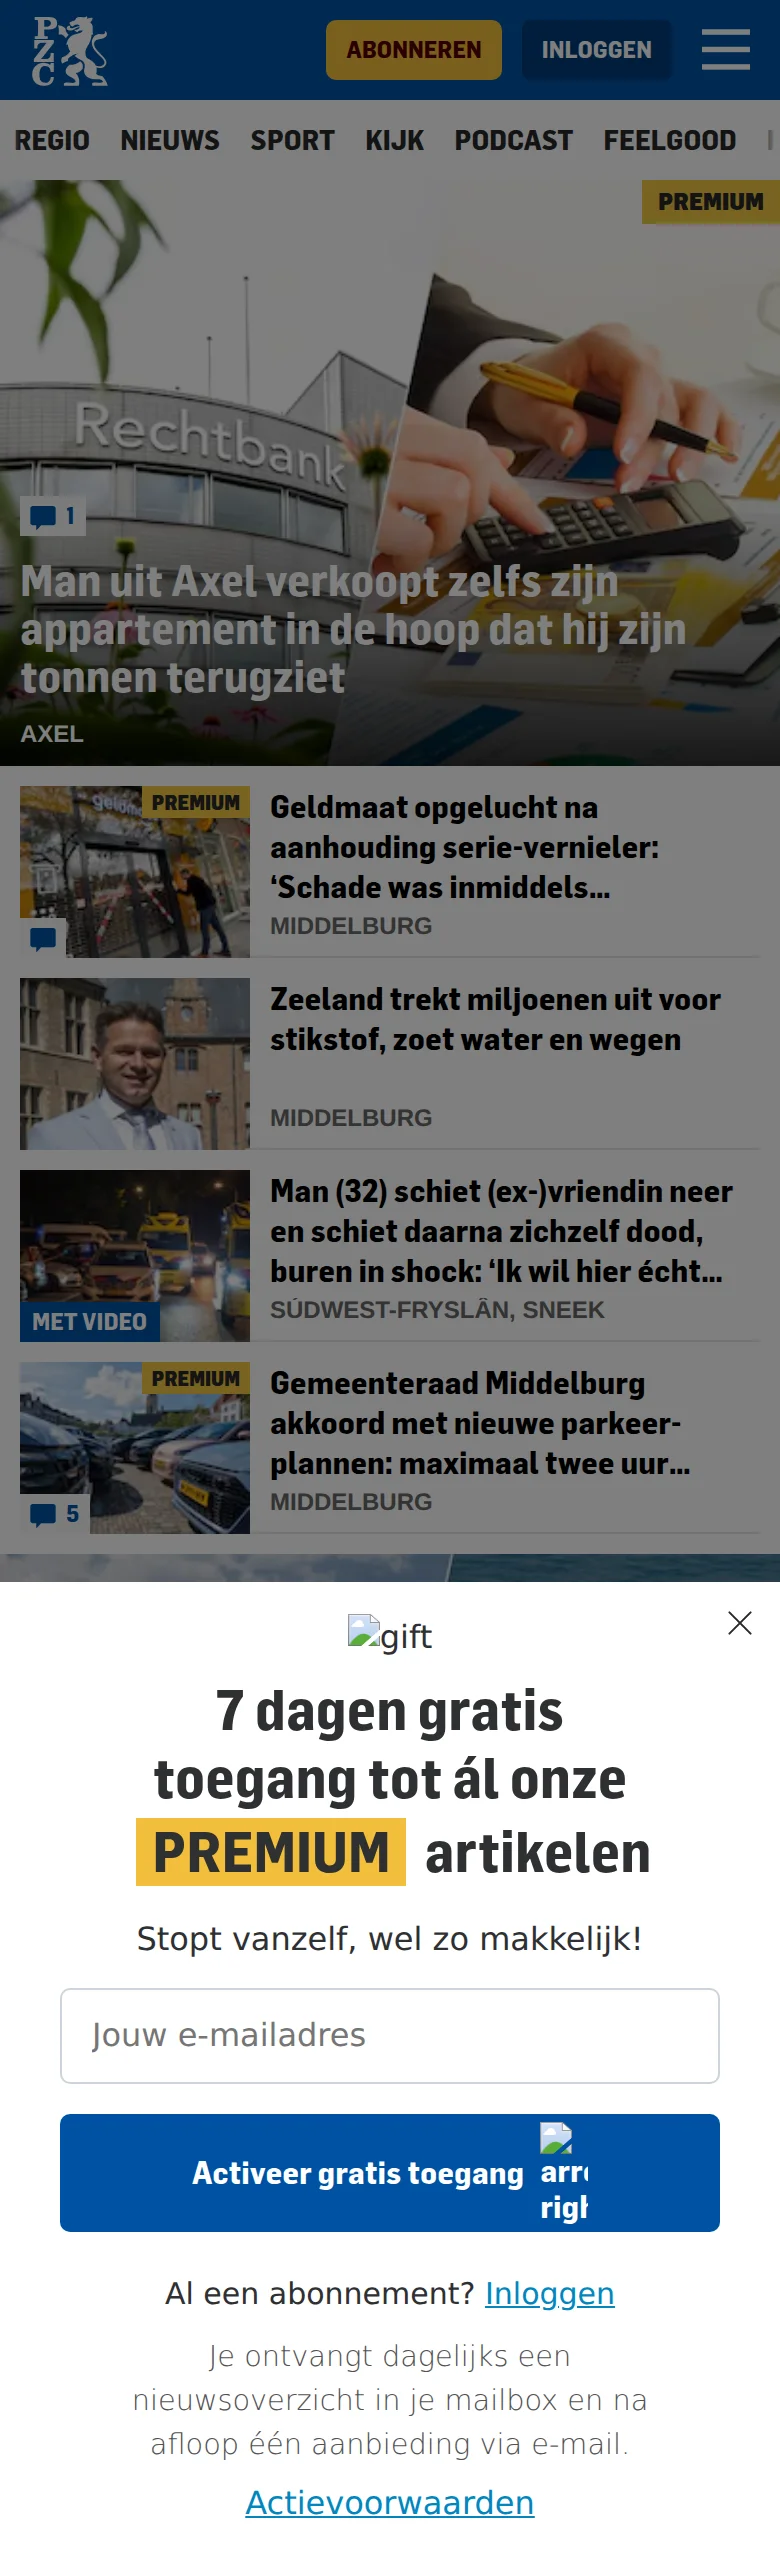 PZC
ABONNEREN
INLOGGEN
REGIO NIEUWS SPORT KIJK PODCAST FEELGOOD
PREMIUM
Rechtbank
1
Man uit Axel verkoopt zelfs zijn
appartement in de hoop dat hij zijn
tonnen terugziet
AXEL
PREMIUM
Geldmaat opgelucht na
aanhouding serie-vernieler:
‘Schade was inmiddels...
MIDDELBURG
Zeeland trekt miljoenen uit voor
stikstof, zoet water en wegen
MIDDELBURG
MET VIDEO
Man (32) schiet (ex-)vriendin neer
en schiet daarna zichzelf dood,
buren in shock: ‘Ik wil hier écht...
SÚDWEST-FRYSLÂN, SNEEK
PREMIUM
5
Gemeenteraad Middelburg
akkoord met nieuwe parkeer-
plannen: maximaal twee uur...
MIDDELBURG
gift
7 dagen gratis
toegang tot ál onze
PREMIUM artikelen
Stopt vanzelf, wel zo makkelijk!
Jouw e-mailadres
Activeer gratis toegang
Al een abonnement? Inloggen
Je ontvangt dagelijks een
nieuwsoverzicht in je mailbox en na
afloop één aanbieding via e-mail.
Actievoorwaarden